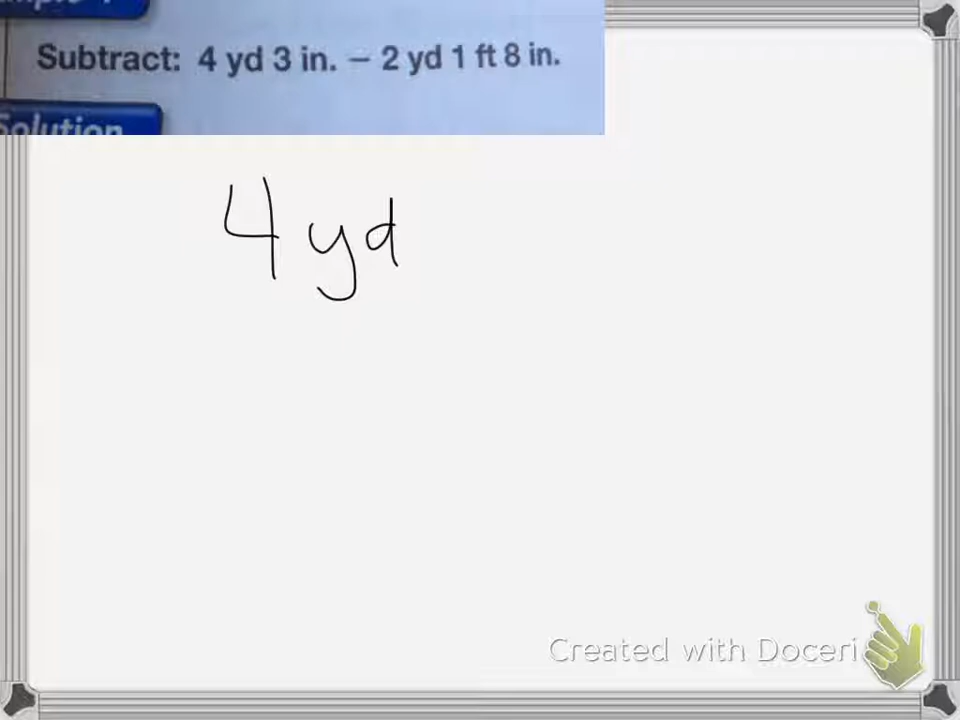 Subtract: 4 yd 3 in. – 2 yd 1 ft 8 in.
Solution
4 yd
Created with Doceri